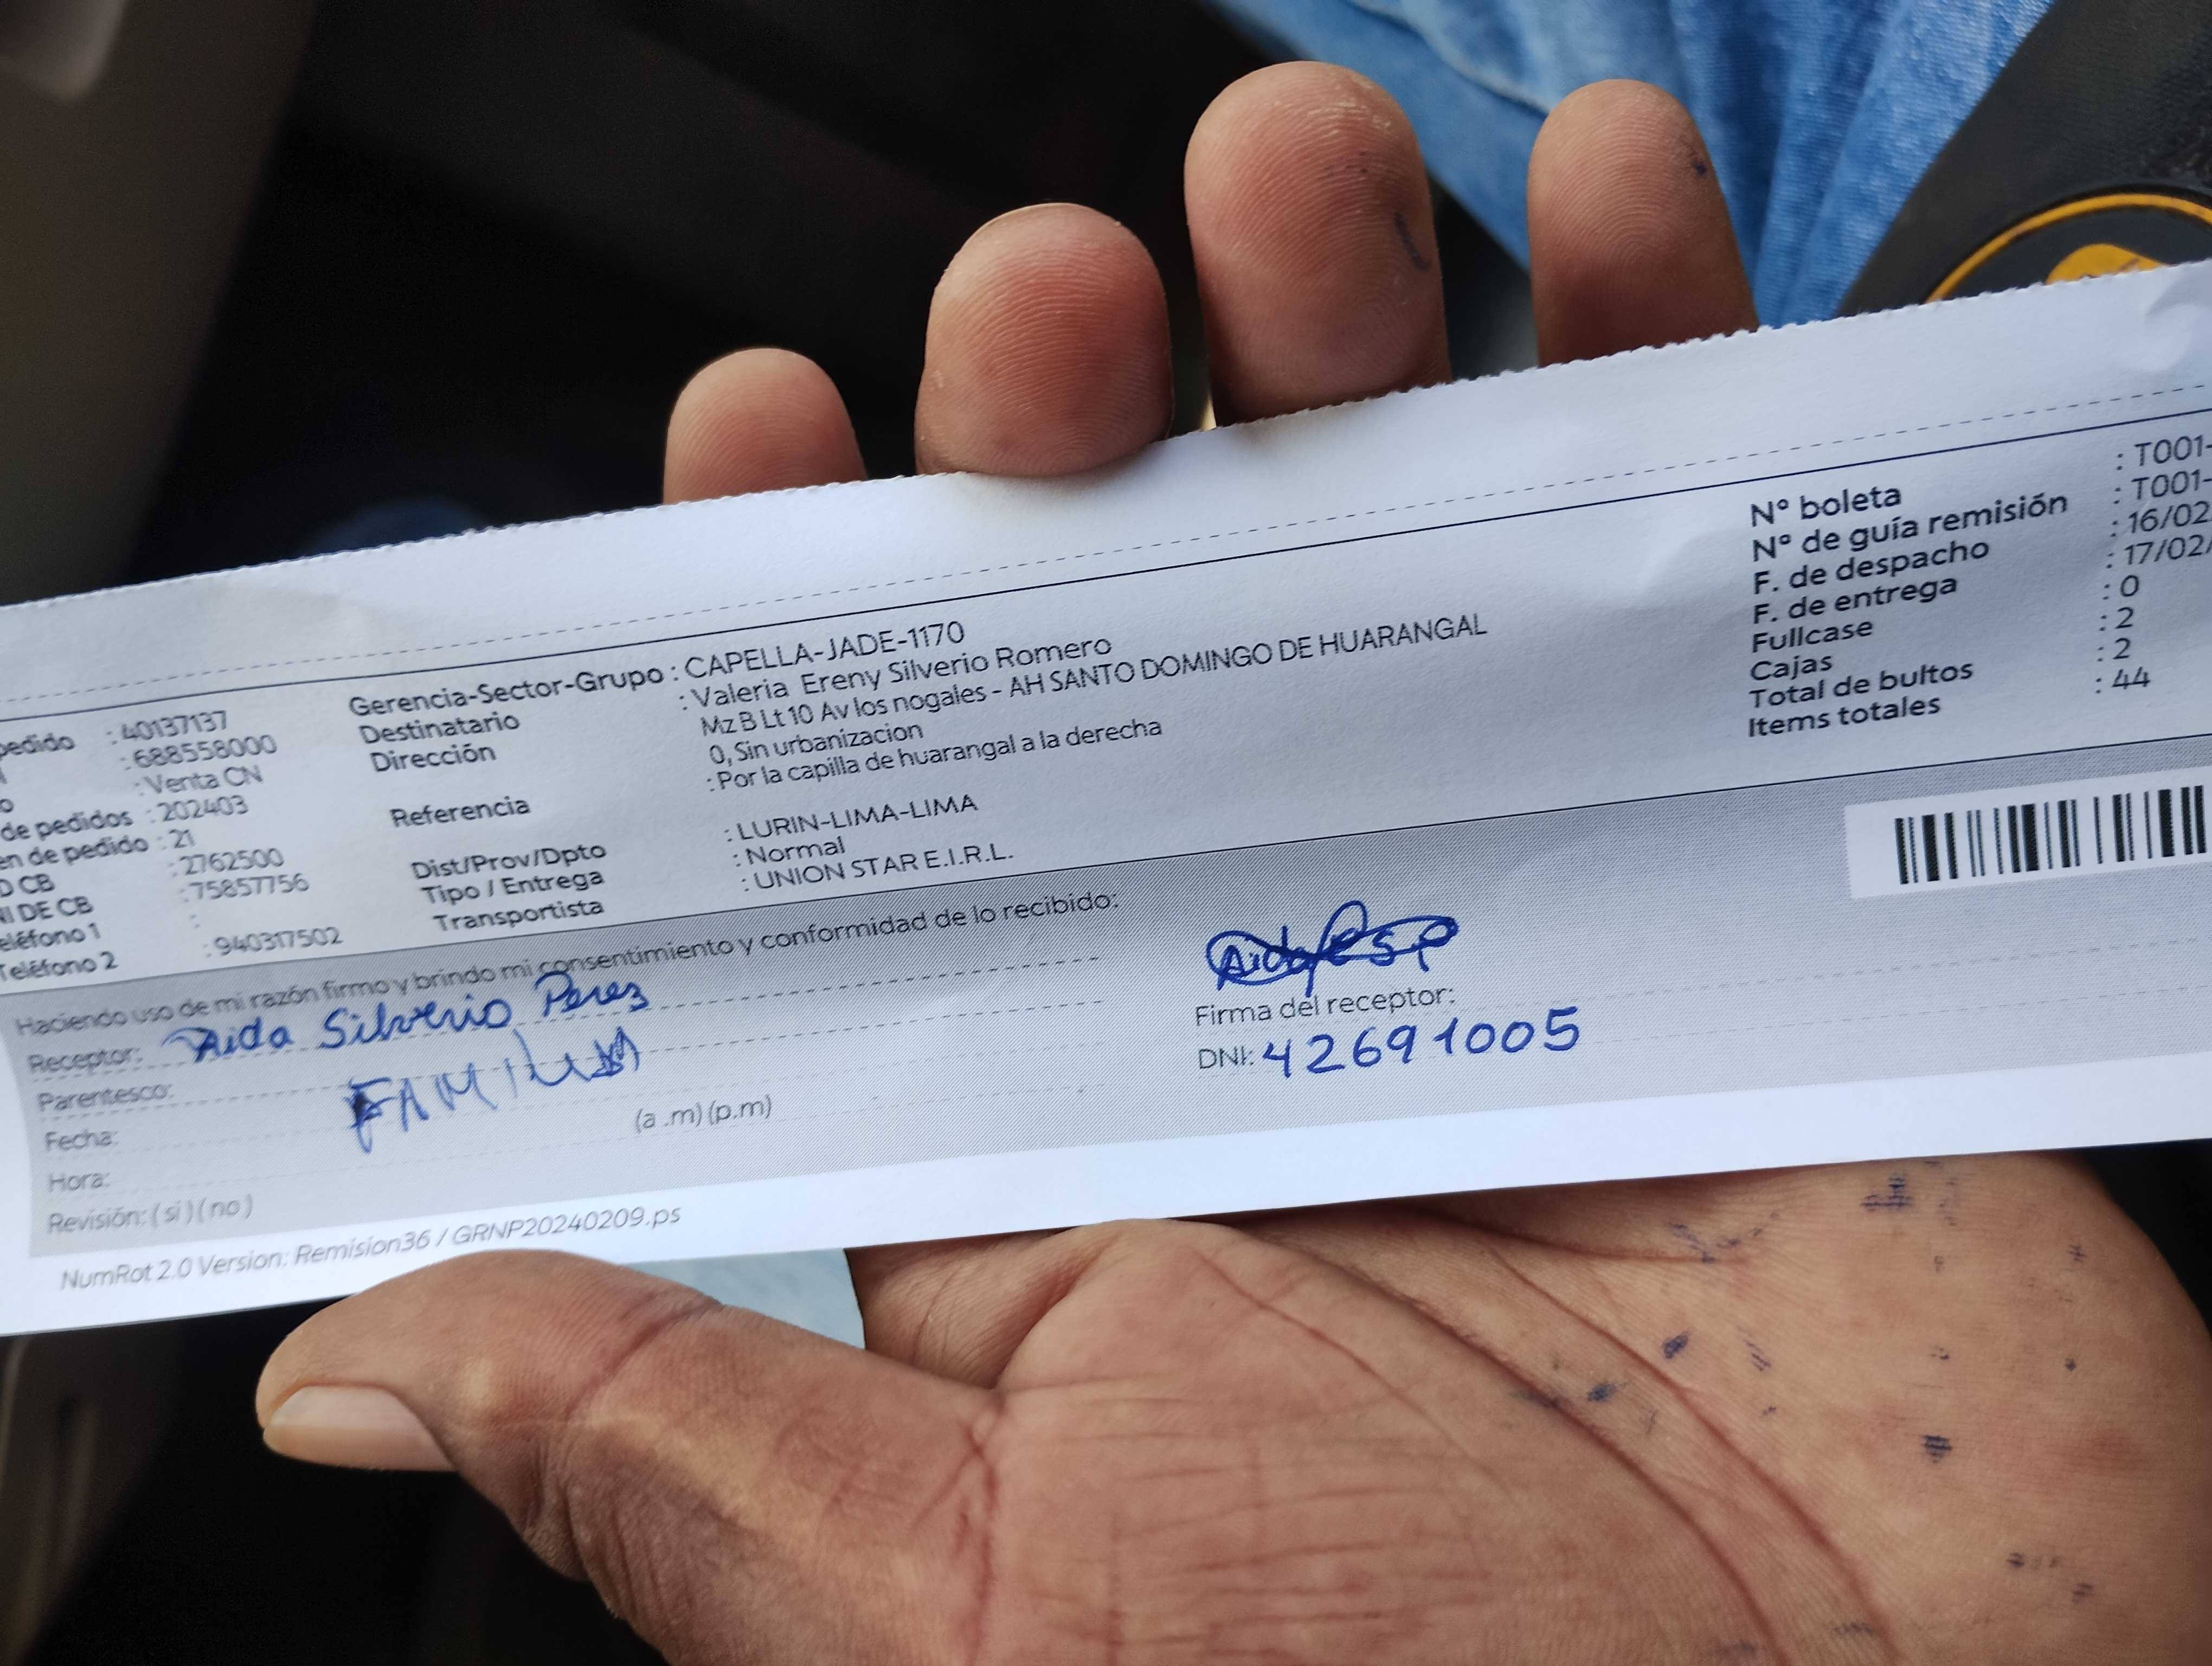 pedido : 40137137
: 688558000
o : Venta CN
de pedidos : 202403
en de pedido : 21
D CB : 2762500
NI DE CB : 75857756
eléfono 1 :
Teléfono 2 : 940317502
Gerencia-Sector-Grupo : CAPELLA-JADE-1170
Destinatario : Valeria Ereny Silverio Romero
Dirección Mz B Lt 10 Av los nogales - AH SANTO DOMINGO DE HUARANGAL
0, Sin urbanizacion
Referencia : Por la capilla de huarangal a la derecha
Dist/Prov/Dpto : LURIN-LIMA-LIMA
Tipo / Entrega : Normal
Transportista : UNION STAR E.I.R.L.
N° boleta : T001-
N° de guía remisión : T001-
F. de despacho : 16/02
F. de entrega : 17/02/
Fullcase : 0
Cajas : 2
Total de bultos : 2
Items totales : 44
Haciendo uso de mi razón firmo y brindo mi consentimiento y conformidad de lo recibido:
Receptor: Aida Silverio Perez
Parentesco: FAMILIA
Fecha:
Hora: (a .m) (p.m)
Revisión: ( si ) ( no )
Aida S P
Firma del receptor:
DNI: 42691005
NumRot 2.0 Version: Remision36 / GRNP20240209.ps